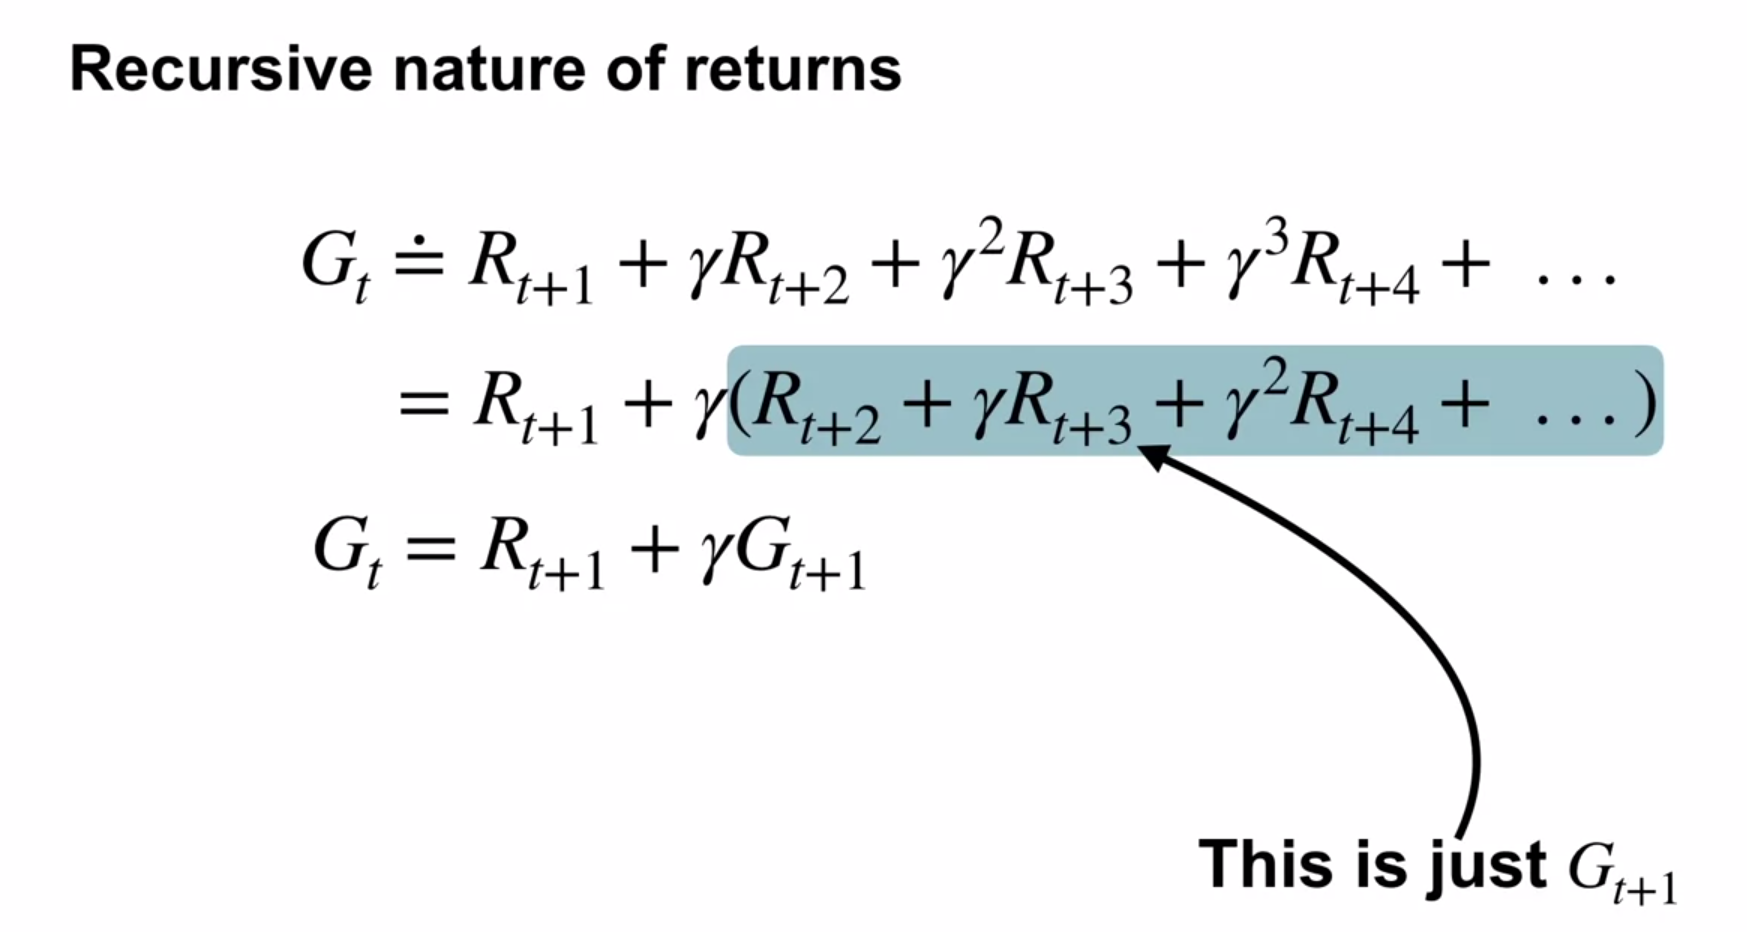 Recursive nature of returns
G_t ≐ R_{t+1} + γR_{t+2} + γ^2R_{t+3} + γ^3R_{t+4} + ...
= R_{t+1} + γ(R_{t+2} + γR_{t+3} + γ^2R_{t+4} + ...)
G_t = R_{t+1} + γG_{t+1}
This is just G_{t+1}